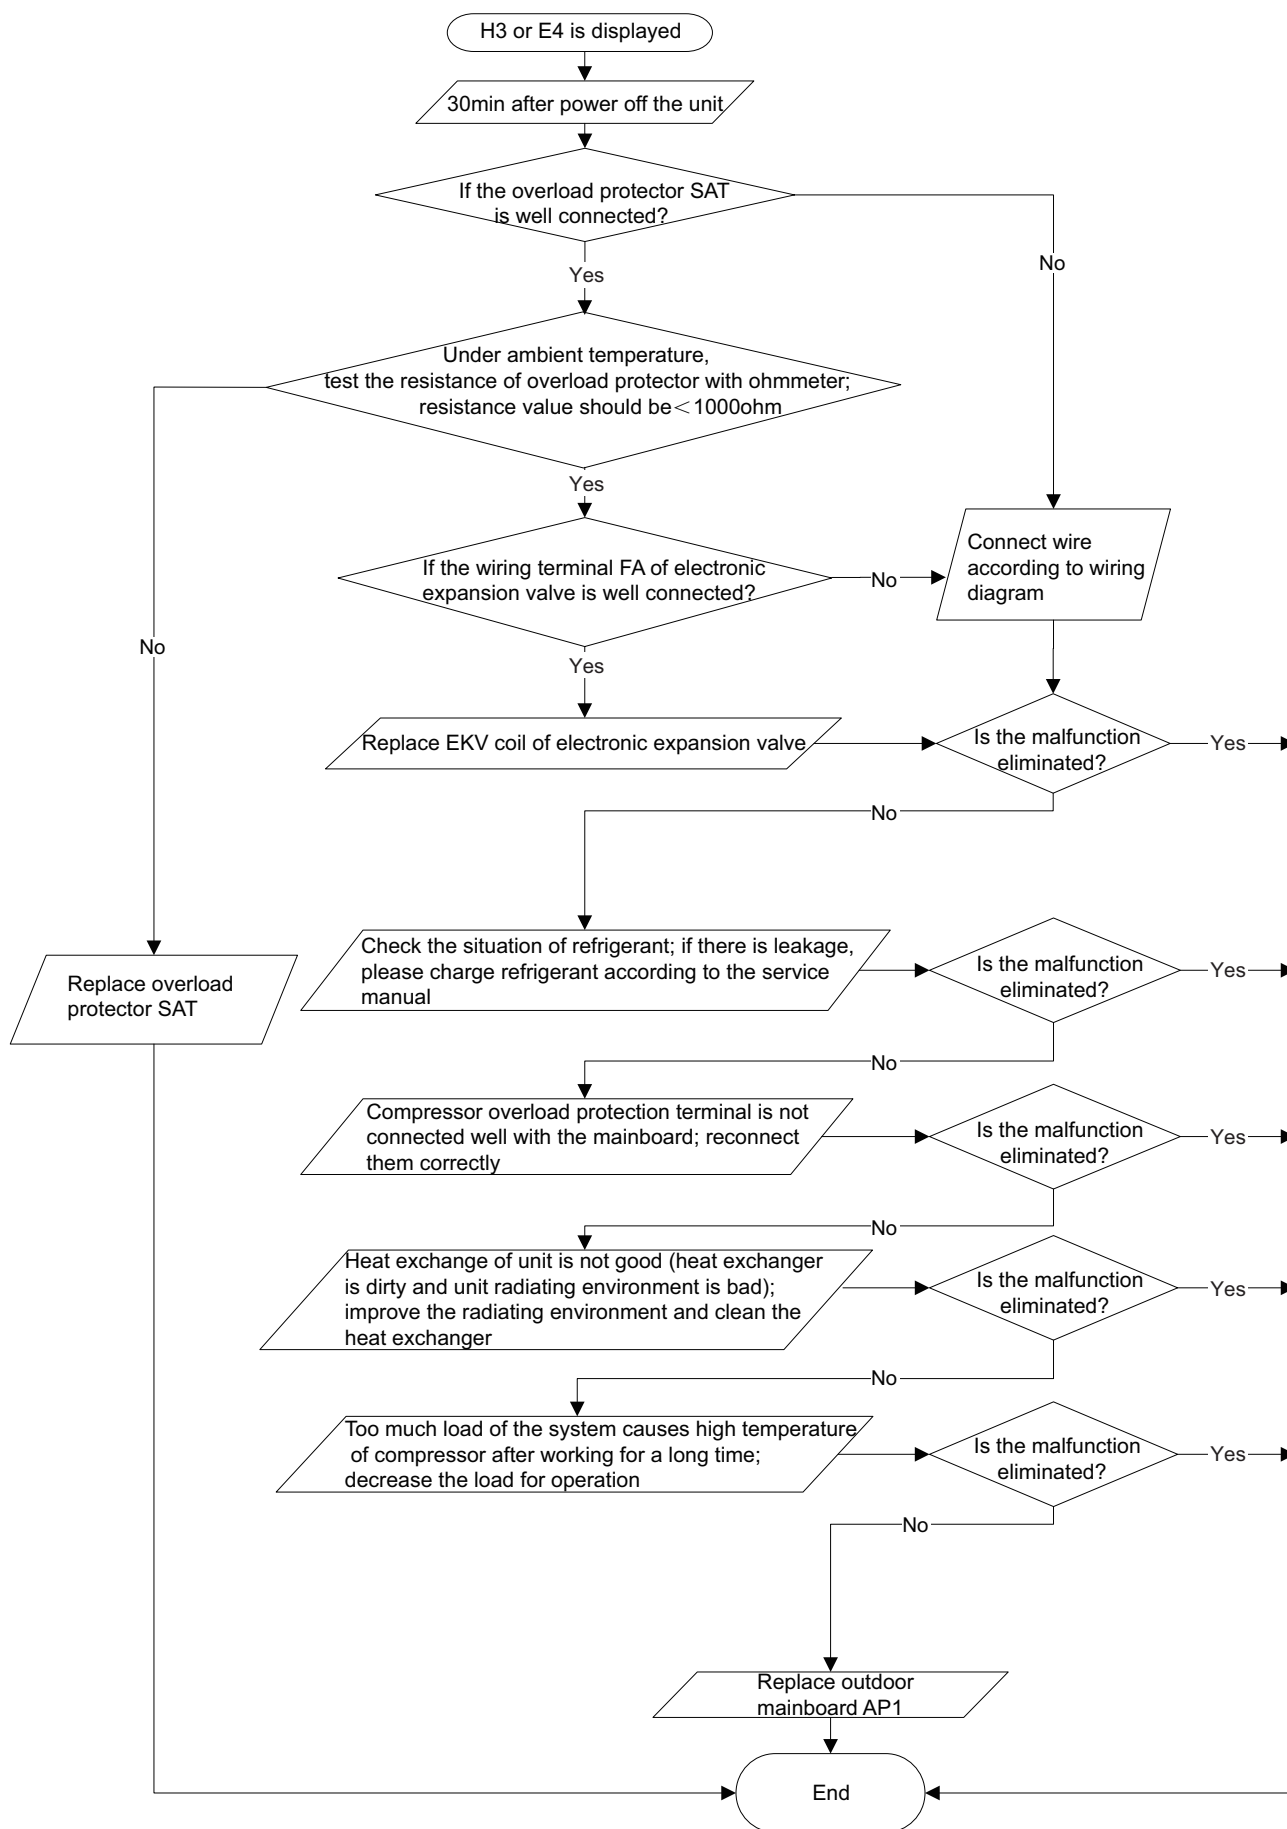 H3 or E4 is displayed
30min after power off the unit
If the overload protector SAT
is well connected?
No
Yes
Under ambient temperature,
test the resistance of overload protector with ohmmeter;
resistance value should be＜1000ohm
Yes
Connect wire
according to wiring
diagram
If the wiring terminal FA of electronic
expansion valve is well connected?
No
No
Yes
Replace EKV coil of electronic expansion valve
Is the malfunction
eliminated?
Yes
No
Check the situation of refrigerant; if there is leakage,
please charge refrigerant according to the service
manual
Is the malfunction
eliminated?
Yes
Replace overload
protector SAT
No
Compressor overload protection terminal is not
connected well with the mainboard; reconnect
them correctly
Is the malfunction
eliminated?
Yes
No
Heat exchange of unit is not good (heat exchanger
is dirty and unit radiating environment is bad);
improve the radiating environment and clean the
heat exchanger
Is the malfunction
eliminated?
Yes
No
Too much load of the system causes high temperature
of compressor after working for a long time;
decrease the load for operation
Is the malfunction
eliminated?
Yes
No
Replace outdoor
mainboard AP1
End